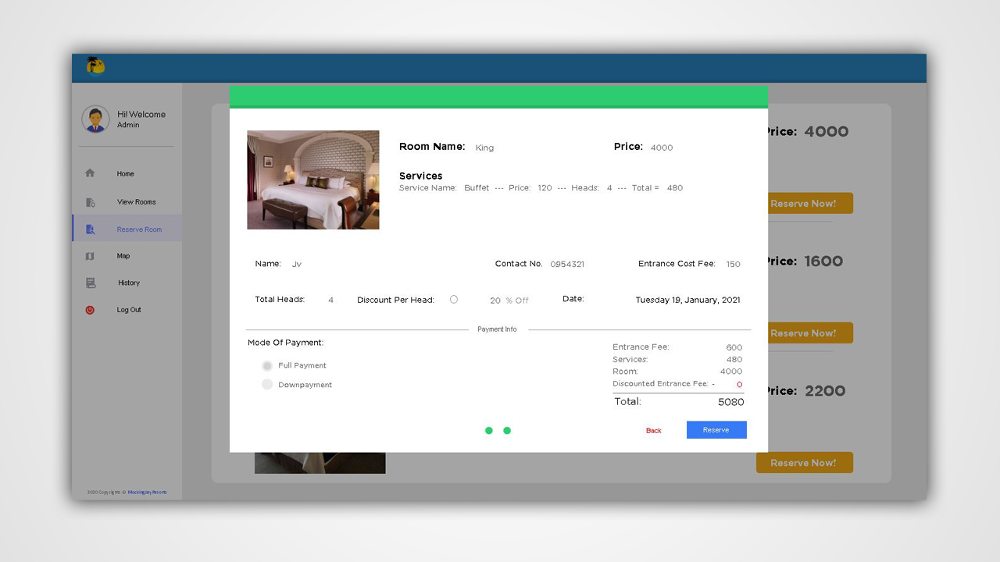 Hi! Welcome
Admin
Home
View Rooms
Reserve Room
Map
History
Log Out
2020 Copyrights © MockingJayResorts
Room Name: King
Price: 4000
Services
Service Name: Buffet --- Price: 120 --- Heads: 4 --- Total = 480
Name: Jv
Contact No. 0954321
Entrance Cost Fee: 150
Total Heads: 4
Discount Per Head: 20 % Off
Date: Tuesday 19, January, 2021
Payment Info
Mode Of Payment:
Full Payment
Downpayment
Entrance Fee: 600
Services: 480
Room: 4000
Discounted Entrance Fee: - 0
Total: 5080
Back
Reserve
Price: 4000
Reserve Now!
Price: 1600
Reserve Now!
Price: 2200
Reserve Now!